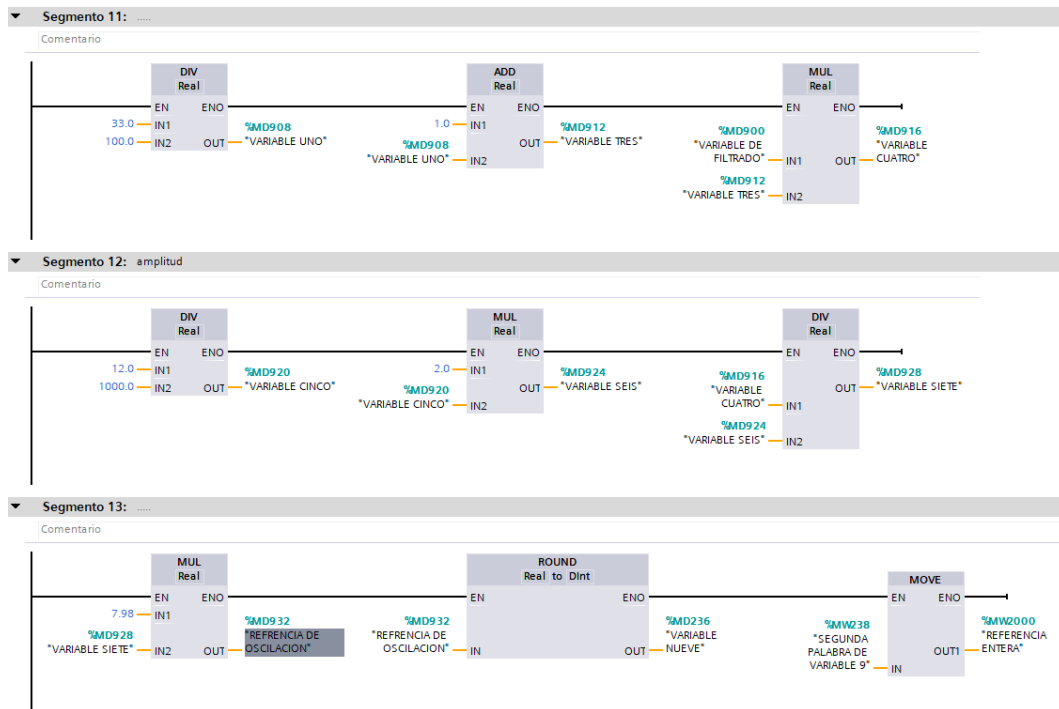 Segmento 11: .....
Comentario
DIV
Real
EN ENO
33.0 IN1
100.0 IN2
OUT
%MD908
"VARIABLE UNO"
ADD
Real
EN ENO
1.0 IN1
%MD908
"VARIABLE UNO" IN2
OUT
%MD912
"VARIABLE TRES"
MUL
Real
EN ENO
%MD900
"VARIABLE DE
FILTRADO" IN1
%MD912
"VARIABLE TRES" IN2
OUT
%MD916
"VARIABLE
CUATRO"
Segmento 12: amplitud
Comentario
DIV
Real
EN ENO
12.0 IN1
1000.0 IN2
OUT
%MD920
"VARIABLE CINCO"
MUL
Real
EN ENO
2.0 IN1
%MD920
"VARIABLE CINCO" IN2
OUT
%MD924
"VARIABLE SEIS"
DIV
Real
EN ENO
%MD916
"VARIABLE
CUATRO" IN1
%MD924
"VARIABLE SEIS" IN2
OUT
%MD928
"VARIABLE SIETE"
Segmento 13: .....
Comentario
MUL
Real
EN ENO
7.98 IN1
%MD928
"VARIABLE SIETE" IN2
OUT
%MD932
"REFRENCIA DE
OSCILACION"
ROUND
Real to DInt
EN ENO
%MD932
"REFRENCIA DE
OSCILACION" IN
OUT
%MD236
"VARIABLE
NUEVE"
MOVE
EN ENO
%MW238
"SEGUNDA
PALABRA DE
VARIABLE 9" IN
OUT1
%MW2000
"REFERENCIA
ENTERA"